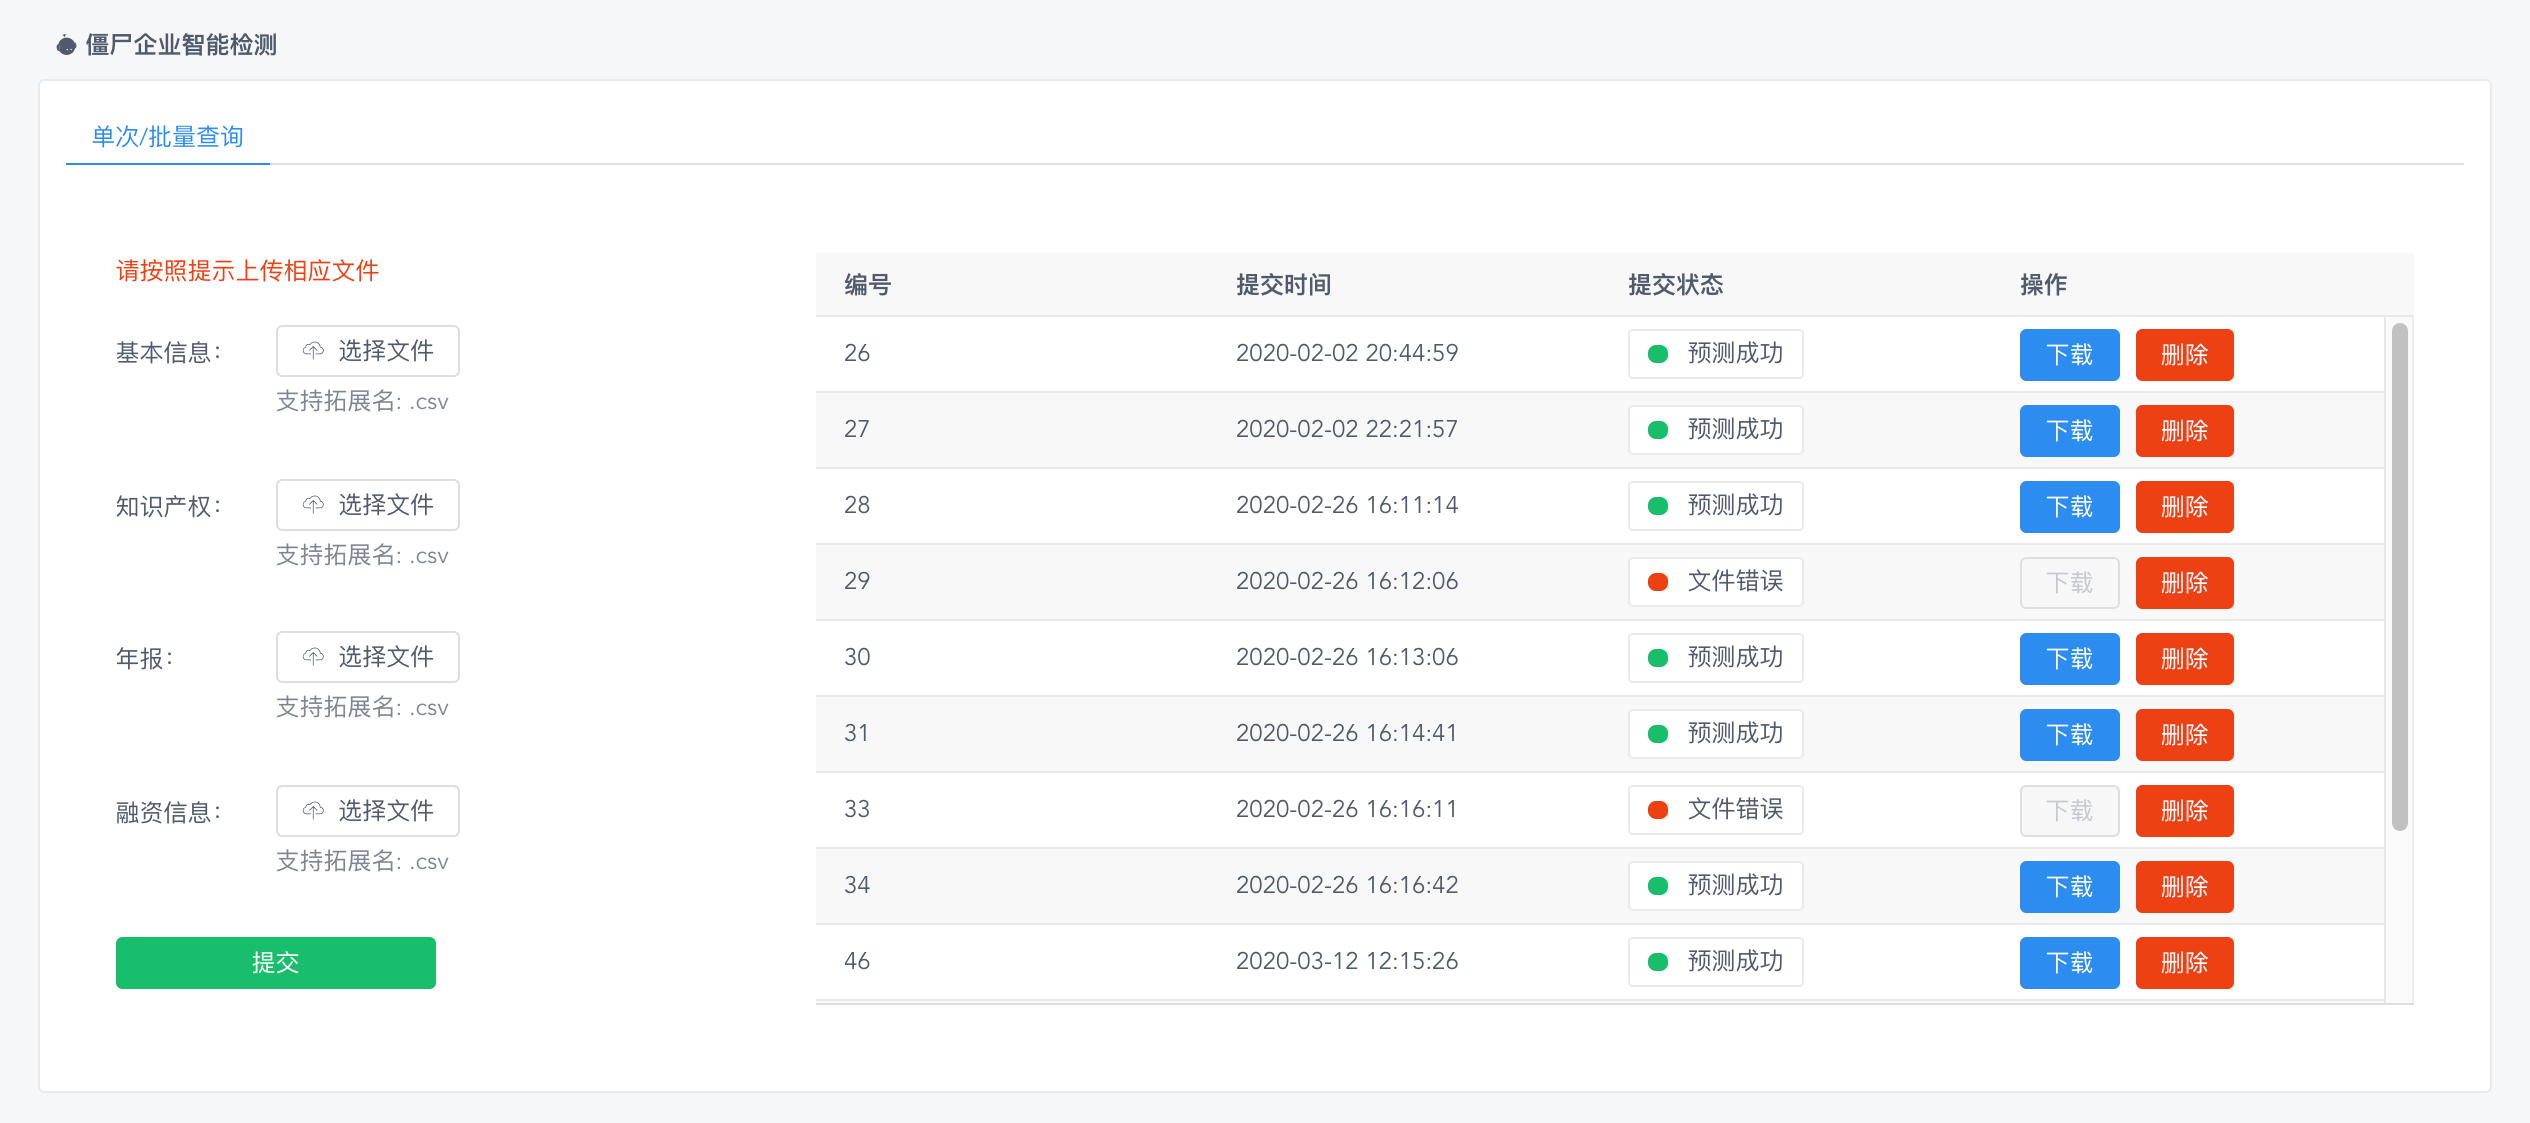 僵尸企业智能检测
单次/批量查询
请按照提示上传相应文件
基本信息:
选择文件
支持拓展名: .csv
知识产权:
选择文件
支持拓展名: .csv
年报:
选择文件
支持拓展名: .csv
融资信息:
选择文件
支持拓展名: .csv
提交
编号 提交时间 提交状态 操作
26 2020-02-02 20:44:59 预测成功 下载 删除
27 2020-02-02 22:21:57 预测成功 下载 删除
28 2020-02-26 16:11:14 预测成功 下载 删除
29 2020-02-26 16:12:06 文件错误 下载 删除
30 2020-02-26 16:13:06 预测成功 下载 删除
31 2020-02-26 16:14:41 预测成功 下载 删除
33 2020-02-26 16:16:11 文件错误 下载 删除
34 2020-02-26 16:16:42 预测成功 下载 删除
46 2020-03-12 12:15:26 预测成功 下载 删除